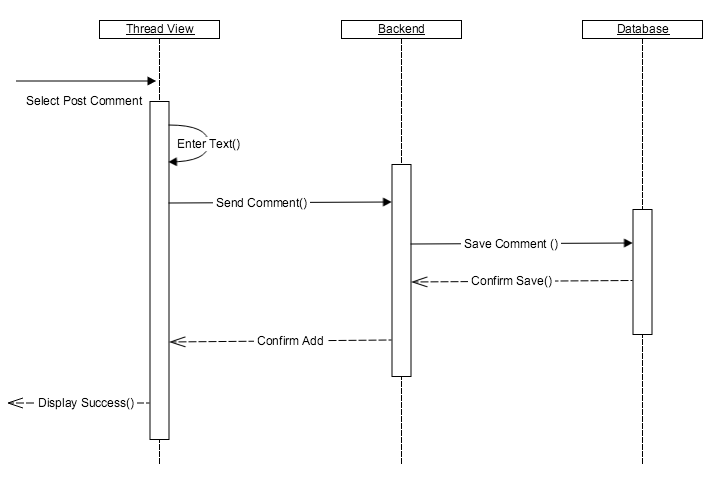 Thread View
Backend
Database
Select Post Comment
Enter Text()
Send Comment()
Save Comment ()
Confirm Save()
Confirm Add
Display Success()